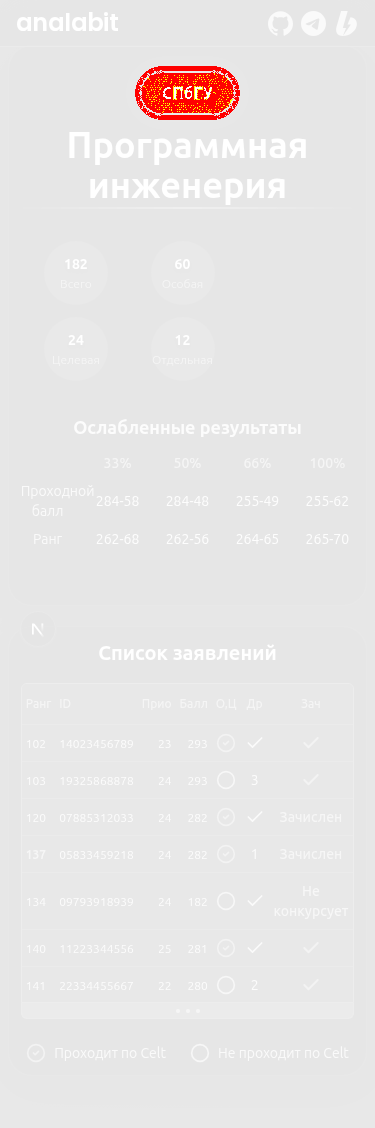 analabit
СПбГУ
Программная
инженерия
182 60
Всего Особая
24 12
Целевая Отдельная
Ослабленные результаты
33% 50% 66% 100%
Проходной балл 284-58 284-48 255-49 255-62
Ранг 262-68 262-56 264-65 265-70
N
Список заявлений
Ранг ID Прио Балл О,Ц Др Зач
102 14023456789 23 293
103 19325868878 24 293 3
120 07885312033 24 282 Зачислен
137 05833459218 24 282 1 Зачислен
134 09793918939 24 182 Не конкурсует
140 11223344556 25 281
141 22334455667 22 280 2
Проходит по Celt Не проходит по Celt